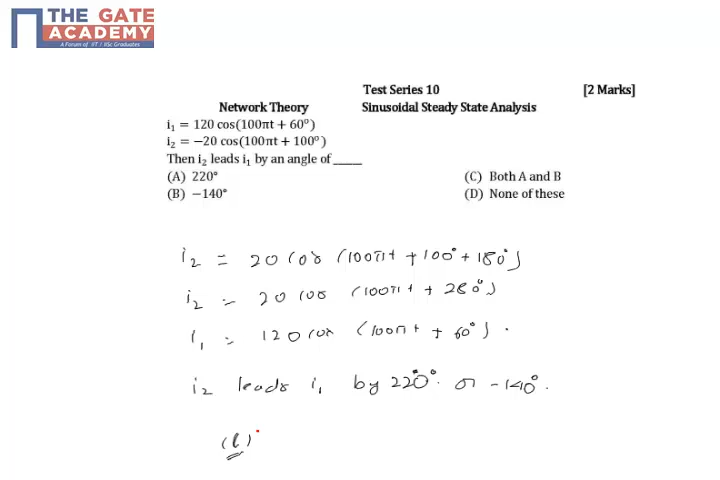 THE GATE
ACADEMY
A Forum of IIT / IISc Graduates
Test Series 10 [2 Marks]
Network Theory Sinusoidal Steady State Analysis
i₁ = 120 cos(100πt + 60°)
i₂ = −20 cos(100πt + 100°)
Then i₂ leads i₁ by an angle of _____
(A) 220° (C) Both A and B
(B) −140° (D) None of these
i₂ = 20 cos (100πt + 100° + 180°)
i₂ = 20 cos (100πt + 280°)
i₁ = 120 cos (100πt + 60°).
i₂ leads i₁ by 220°. or -140°.
(C)